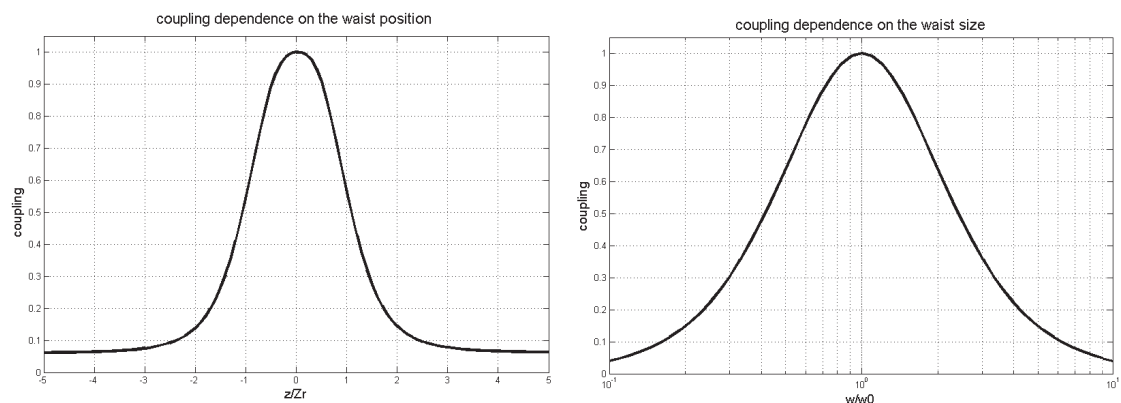 coupling dependence on the waist position
1
0.9
0.8
0.7
0.6
0.5
0.4
0.3
0.2
0.1
0
coupling
-5 -4 -3 -2 -1 0 1 2 3 4 5
z/Zr
coupling dependence on the waist size
1
0.9
0.8
0.7
0.6
0.5
0.4
0.3
0.2
0.1
0
coupling
10⁻¹ 10⁰ 10¹
w/w0